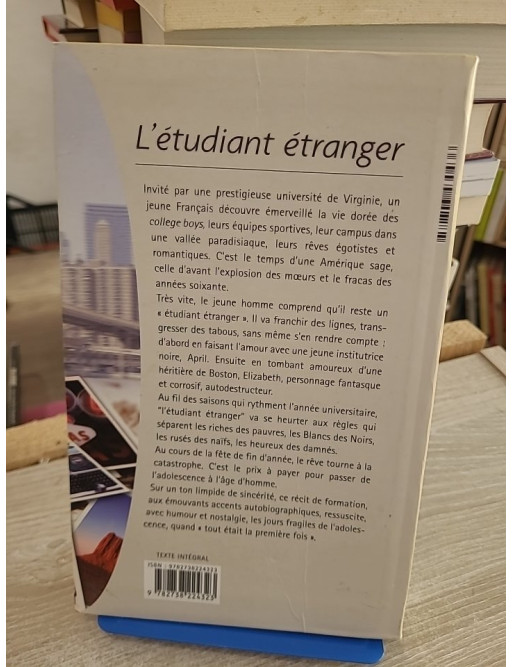 L'étudiant étranger
Invité par une prestigieuse université de Virginie, un
jeune Français découvre émerveillé la vie dorée des
college boys, leurs équipes sportives, leur campus dans
une vallée paradisiaque, leurs rêves égotistes et
romantiques. C'est le temps d'une Amérique sage,
celle d'avant l'explosion des mœurs et le fracas des
années soixante.
Très vite, le jeune homme comprend qu'il reste un
« étudiant étranger ». Il va franchir des lignes, trans-
gresser des tabous, sans même s'en rendre compte :
d'abord en faisant l'amour avec une jeune institutrice
noire, April. Ensuite en tombant amoureux d'une
héritière de Boston, Elizabeth, personnage fantasque
et corrosif, autodestructeur.
Au fil des saisons qui rythment l'année universitaire,
"l'étudiant étranger" va se heurter aux règles qui
séparent les riches des pauvres, les Blancs des Noirs,
les rusés des naïfs, les heureux des damnés.
Au cours de la fête de fin d'année, le rêve tourne à la
catastrophe. C'est le prix à payer pour passer de
l'adolescence à l'âge d'homme.
Sur un ton limpide de sincérité, ce récit de formation,
aux émouvants accents autobiographiques, ressuscite,
avec humour et nostalgie, les jours fragiles de l'adoles-
cence, quand « tout était la première fois ».
TEXTE INTÉGRAL
ISBN : 9782738224323
9 782738 224323